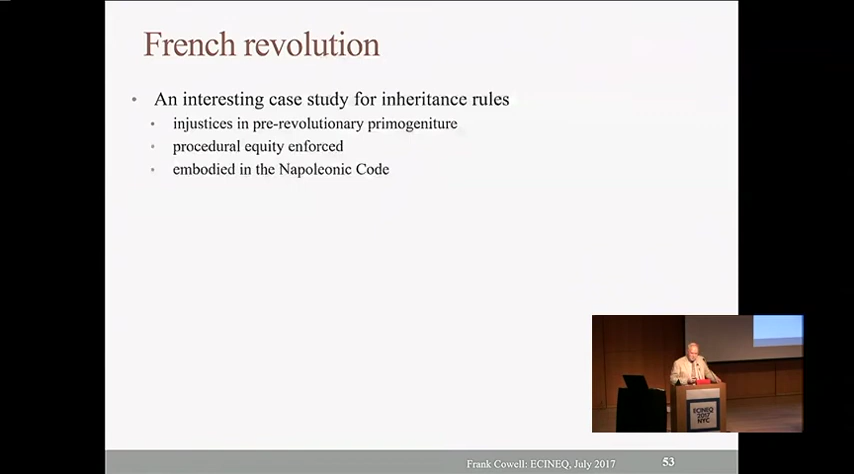 French revolution
• An interesting case study for inheritance rules
• injustices in pre-revolutionary primogeniture
• procedural equity enforced
• embodied in the Napoleonic Code
ECINEQ
2017
NYC
Frank Cowell: ECINEQ, July 2017
53